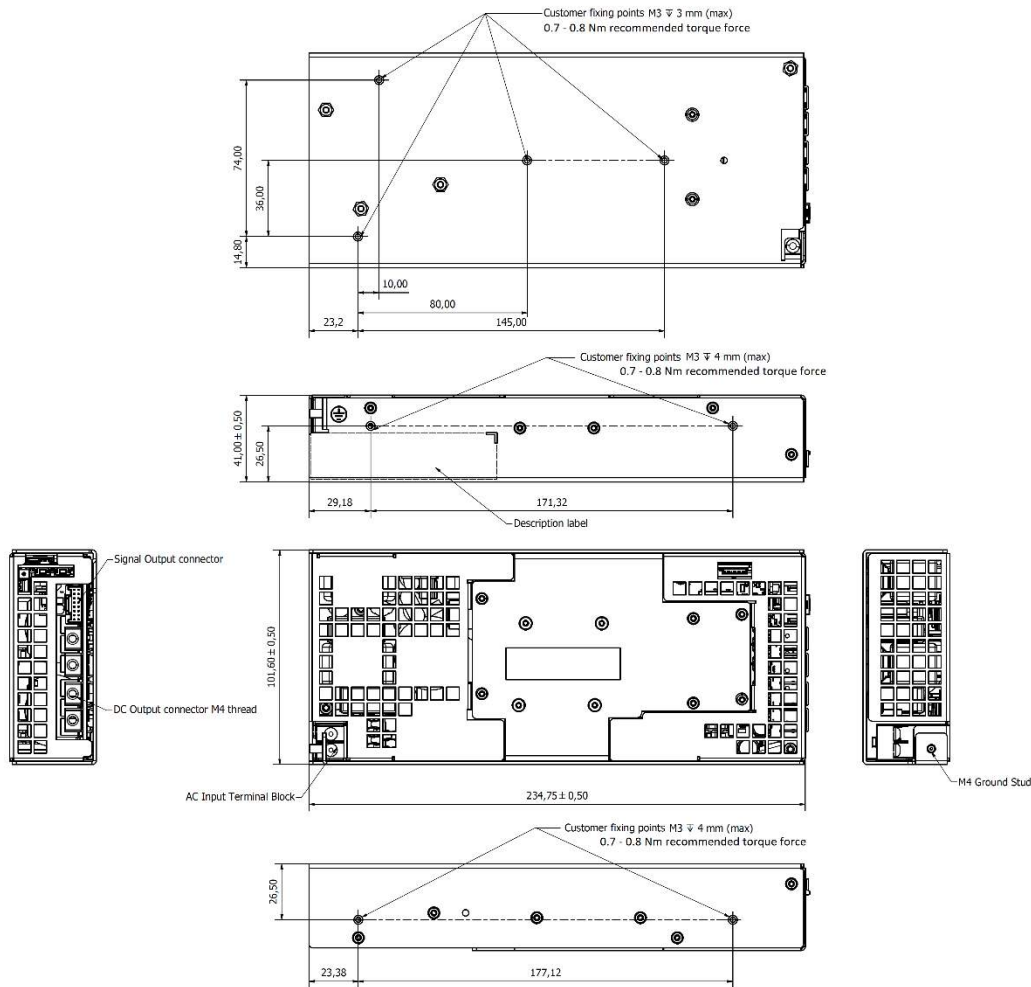 Customer fixing points M3 ↧ 3 mm (max)
0.7 - 0.8 Nm recommended torque force
74,00
36,00
14,80
10,00
80,00
23,2
145,00
Customer fixing points M3 ↧ 4 mm (max)
0.7 - 0.8 Nm recommended torque force
41,00 ± 0,50
26,50
29,18
171,32
Description label
Signal Output connector
101,60 ± 0,50
DC Output connector M4 thread
AC Input Terminal Block
234,75 ± 0,50
M4 Ground Stud
Customer fixing points M3 ↧ 4 mm (max)
0.7 - 0.8 Nm recommended torque force
26,50
23,38
177,12